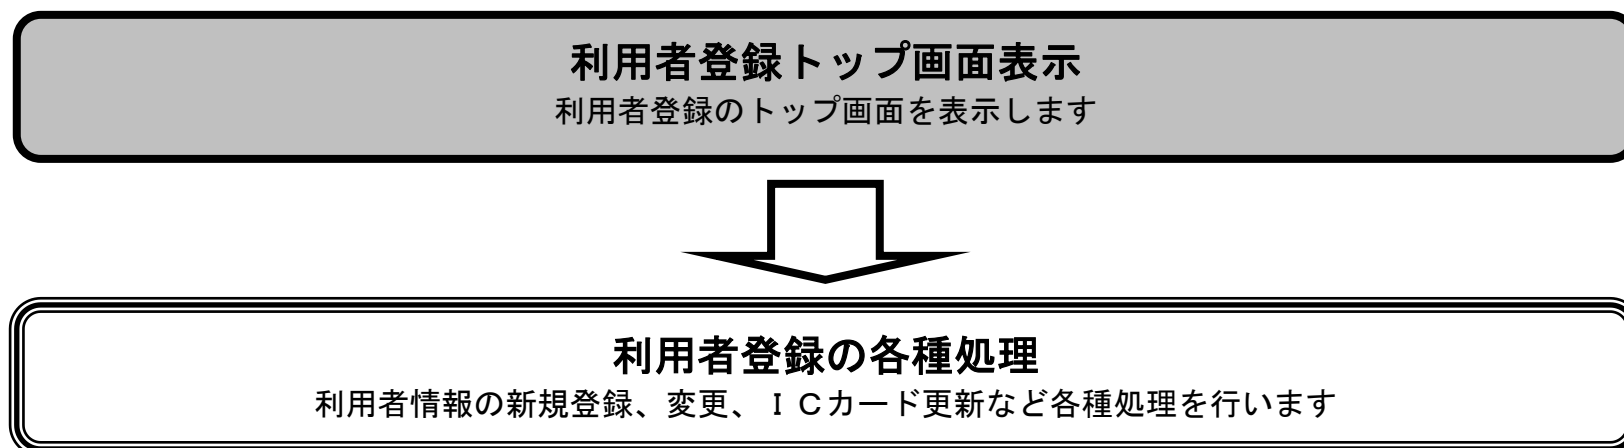 利用者登録トップ画面表示
利用者登録のトップ画面を表示します
利用者登録の各種処理
利用者情報の新規登録、変更、ＩＣカード更新など各種処理を行います